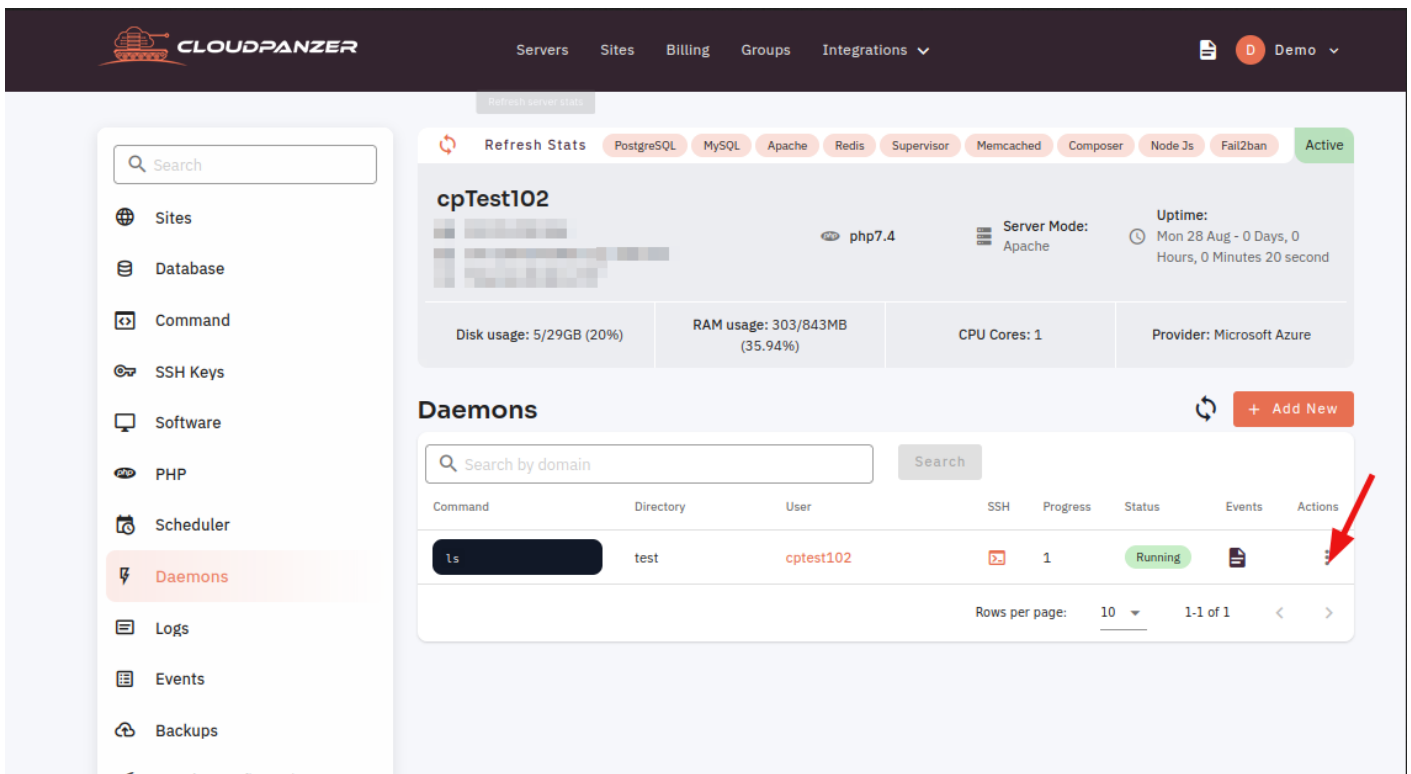 CLOUDPANZER
Servers Sites Billing Groups Integrations
D Demo
Refresh server stats
Search
Sites
Database
Command
SSH Keys
Software
PHP
Scheduler
Daemons
Logs
Events
Backups
Refresh Stats PostgreSQL MySQL Apache Redis Supervisor Memcached Composer Node Js Fail2ban Active
cpTest102
php php7.4
Server Mode:
Apache
Uptime:
Mon 28 Aug - 0 Days, 0
Hours, 0 Minutes 20 second
Disk usage: 5/29GB (20%)
RAM usage: 303/843MB
(35.94%)
CPU Cores: 1
Provider: Microsoft Azure
Daemons
+ Add New
Search by domain
Search
Command Directory User SSH Progress Status Events Actions
ls test cptest102 1 Running
Rows per page: 10 1-1 of 1